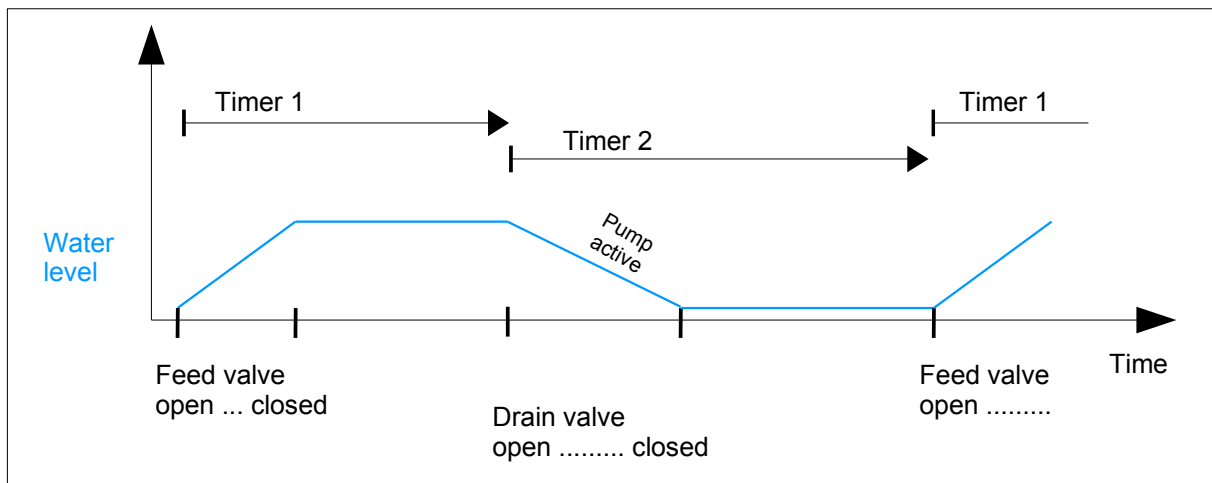 Timer 1
Timer 1
Timer 2
Pump
active
Water
level
Time
Feed valve
open ... closed
Drain valve
open ......... closed
Feed valve
open .........